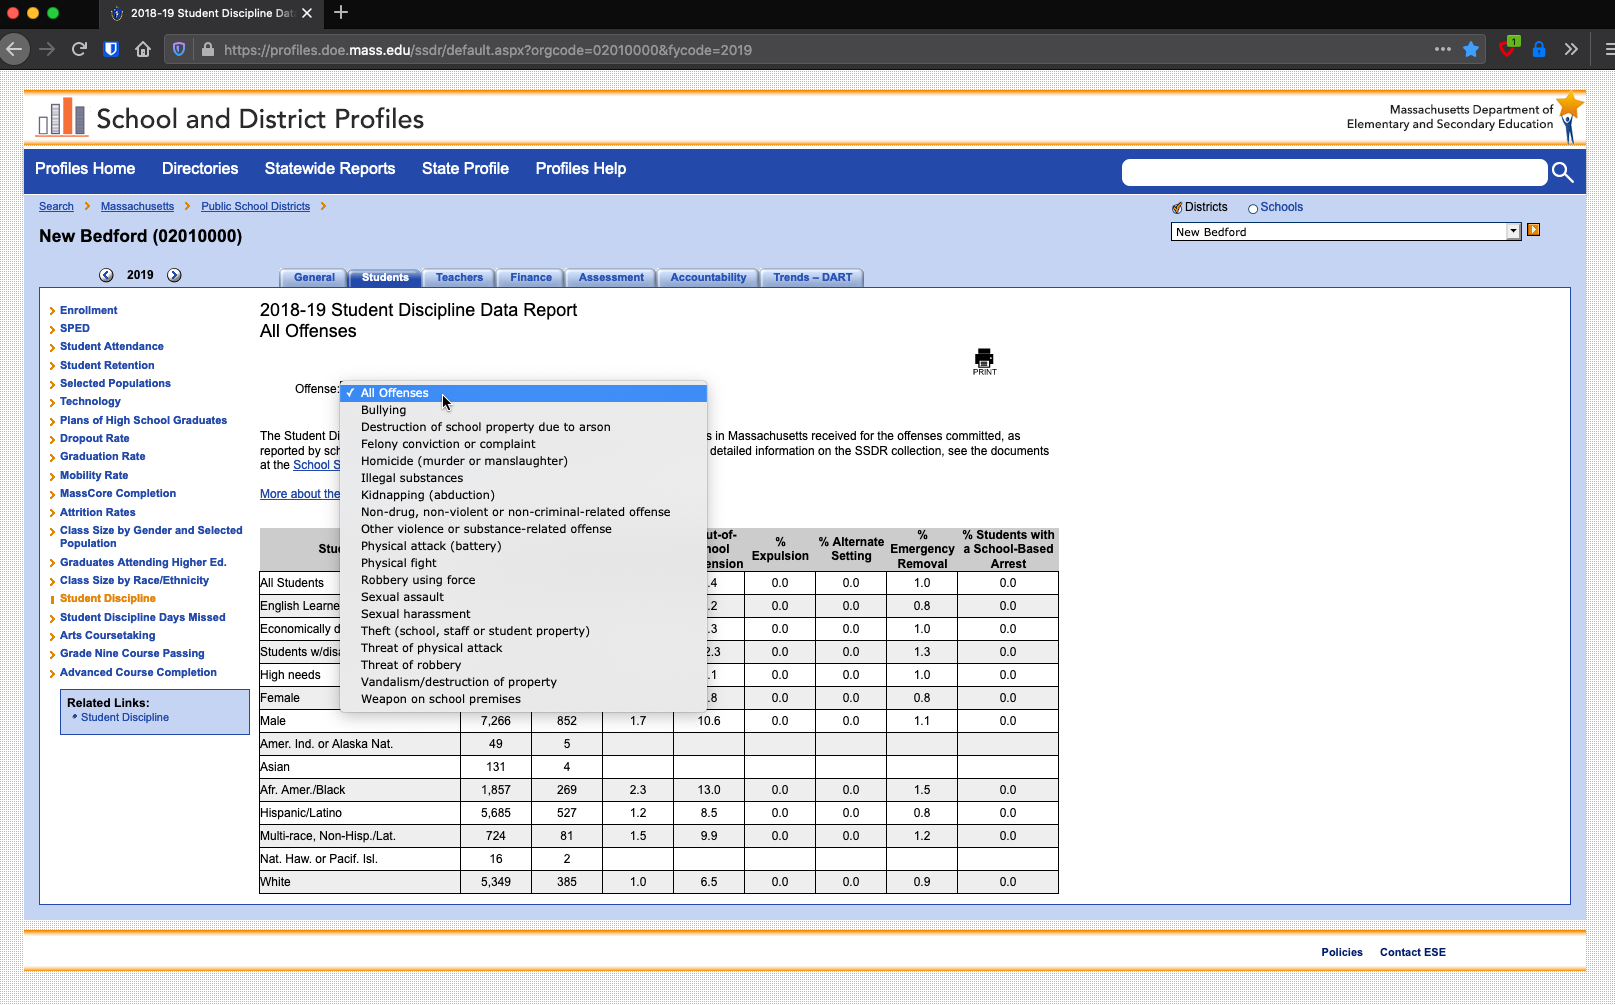 2018-19 Student Discipline Dat
https://profiles.doe.mass.edu/ssdr/default.aspx?orgcode=02010000&fycode=2019
1
School and District Profiles
Massachusetts Department of
Elementary and Secondary Education
Profiles Home Directories Statewide Reports State Profile Profiles Help
Search Massachusetts Public School Districts
Districts Schools
New Bedford (02010000)
New Bedford
2019
General Students Teachers Finance Assessment Accountability Trends – DART
Enrollment
SPED
Student Attendance
Student Retention
Selected Populations
Technology
Plans of High School Graduates
Dropout Rate
Graduation Rate
Mobility Rate
MassCore Completion
Attrition Rates
Class Size by Gender and Selected
Population
Graduates Attending Higher Ed.
Class Size by Race/Ethnicity
Student Discipline
Student Discipline Days Missed
Arts Coursetaking
Grade Nine Course Passing
Advanced Course Completion
Related Links:
Student Discipline
2018-19 Student Discipline Data Report
All Offenses
PRINT
Offense:
✓ All Offenses
Bullying
Destruction of school property due to arson
Felony conviction or complaint
Homicide (murder or manslaughter)
Illegal substances
Kidnapping (abduction)
Non-drug, non-violent or non-criminal-related offense
Other violence or substance-related offense
Physical attack (battery)
Physical fight
Robbery using force
Sexual assault
Sexual harassment
Theft (school, staff or student property)
Threat of physical attack
Threat of robbery
Vandalism/destruction of property
Weapon on school premises
The Student Di s in Massachusetts received for the offenses committed, as
reported by sch detailed information on the SSDR collection, see the documents
at the School S
More about the
Stu ut-of- hool ension % Expulsion % Alternate Setting % Emergency Removal % Students with a School-Based Arrest
All Students .4 0.0 0.0 1.0 0.0
English Learne .2 0.0 0.0 0.8 0.0
Economically d .3 0.0 0.0 1.0 0.0
Students w/disa 2.3 0.0 0.0 1.3 0.0
High needs .1 0.0 0.0 1.0 0.0
Female .8 0.0 0.0 0.8 0.0
Male 7,266 852 1.7 10.6 0.0 0.0 1.1 0.0
Amer. Ind. or Alaska Nat. 49 5
Asian 131 4
Afr. Amer./Black 1,857 269 2.3 13.0 0.0 0.0 1.5 0.0
Hispanic/Latino 5,685 527 1.2 8.5 0.0 0.0 0.8 0.0
Multi-race, Non-Hisp./Lat. 724 81 1.5 9.9 0.0 0.0 1.2 0.0
Nat. Haw. or Pacif. Isl. 16 2
White 5,349 385 1.0 6.5 0.0 0.0 0.9 0.0
Policies Contact ESE